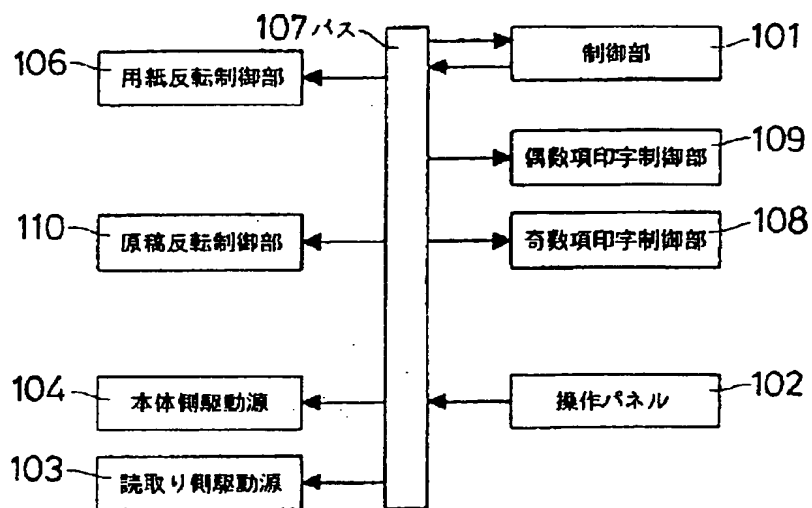 107 バス
制御部 101
106 用紙反転制御部
偶数項印字制御部 109
110 原稿反転制御部
奇数項印字制御部 108
104 本体側駆動源
操作パネル 102
103 読取り側駆動源